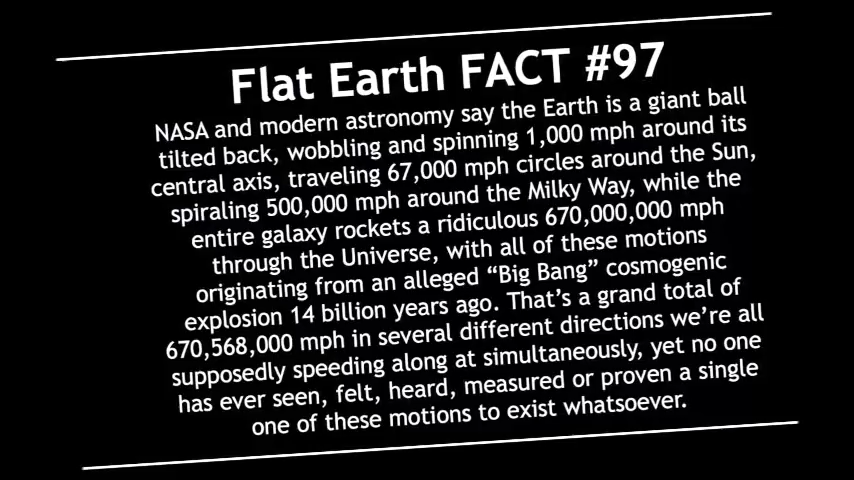 Flat Earth FACT #97
NASA and modern astronomy say the Earth is a giant ball
tilted back, wobbling and spinning 1,000 mph around its
central axis, traveling 67,000 mph circles around the Sun,
spiraling 500,000 mph around the Milky Way, while the
entire galaxy rockets a ridiculous 670,000,000 mph
through the Universe, with all of these motions
originating from an alleged “Big Bang” cosmogenic
explosion 14 billion years ago. That’s a grand total of
670,568,000 mph in several different directions we’re all
supposedly speeding along at simultaneously, yet no one
has ever seen, felt, heard, measured or proven a single
one of these motions to exist whatsoever.